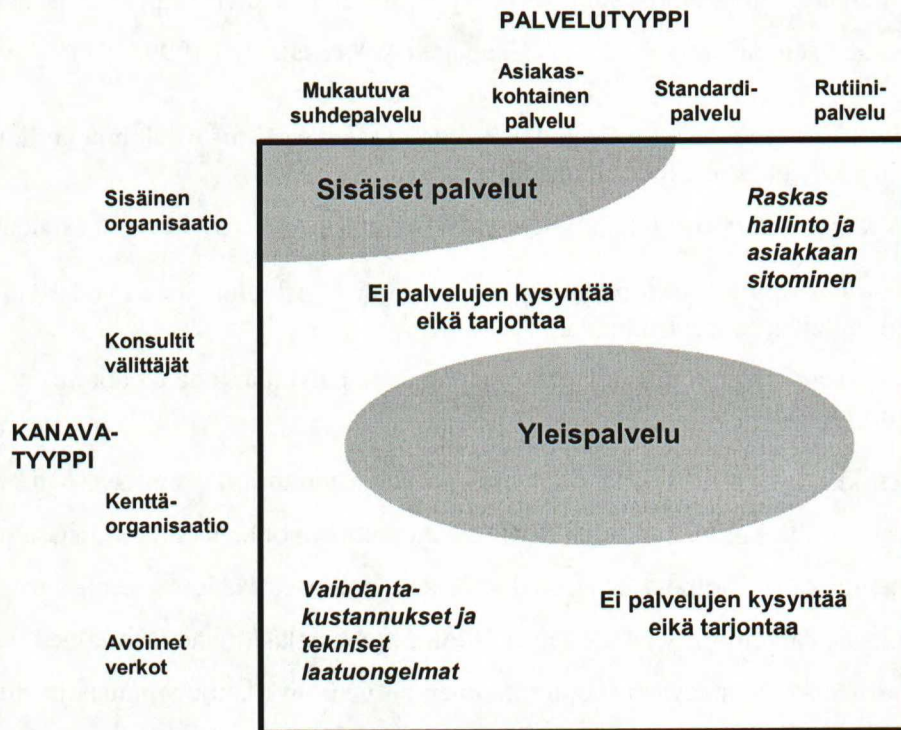 PALVELUTYYPPI
Mukautuva
suhdepalvelu
Asiakas-
kohtainen
palvelu
Standardi-
palvelu
Rutiini-
palvelu
Sisäinen
organisaatio
Sisäiset palvelut
Raskas
hallinto ja
asiakkaan
sitominen
Ei palvelujen kysyntää
eikä tarjontaa
Konsultit
välittäjät
KANAVA-
TYYPPI
Yleispalvelu
Kenttä-
organisaatio
Vaihdanta-
kustannukset ja
tekniset
laatuongelmat
Ei palvelujen kysyntää
eikä tarjontaa
Avoimet
verkot